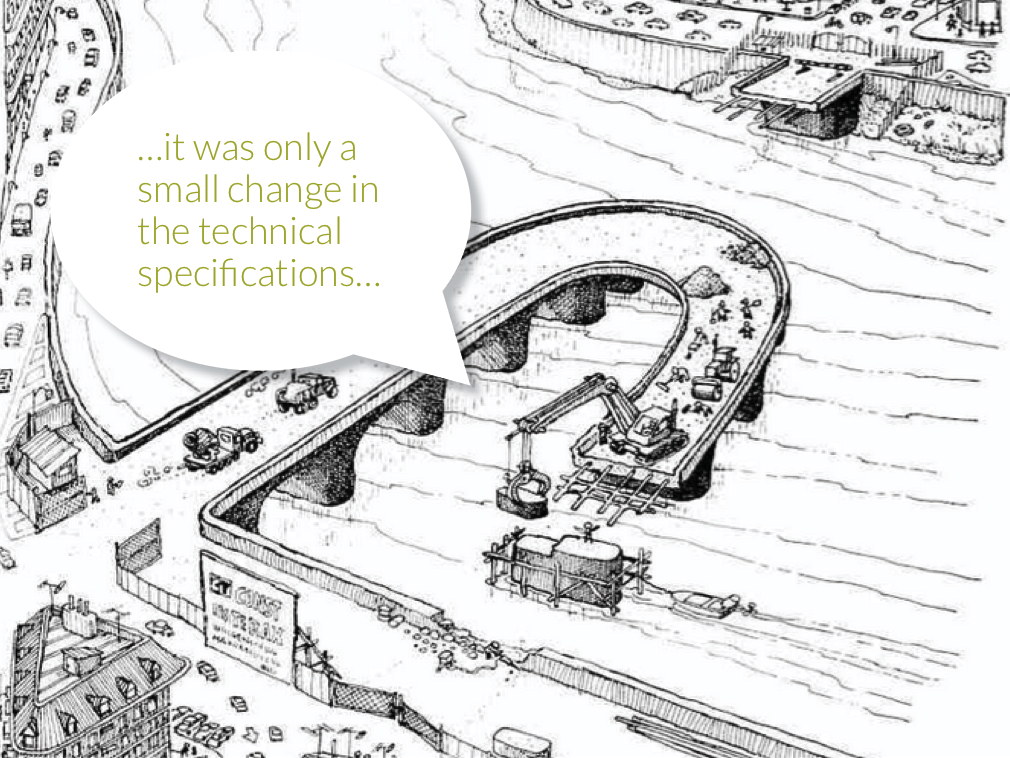 ...it was only a
small change in
the technical
specifications...